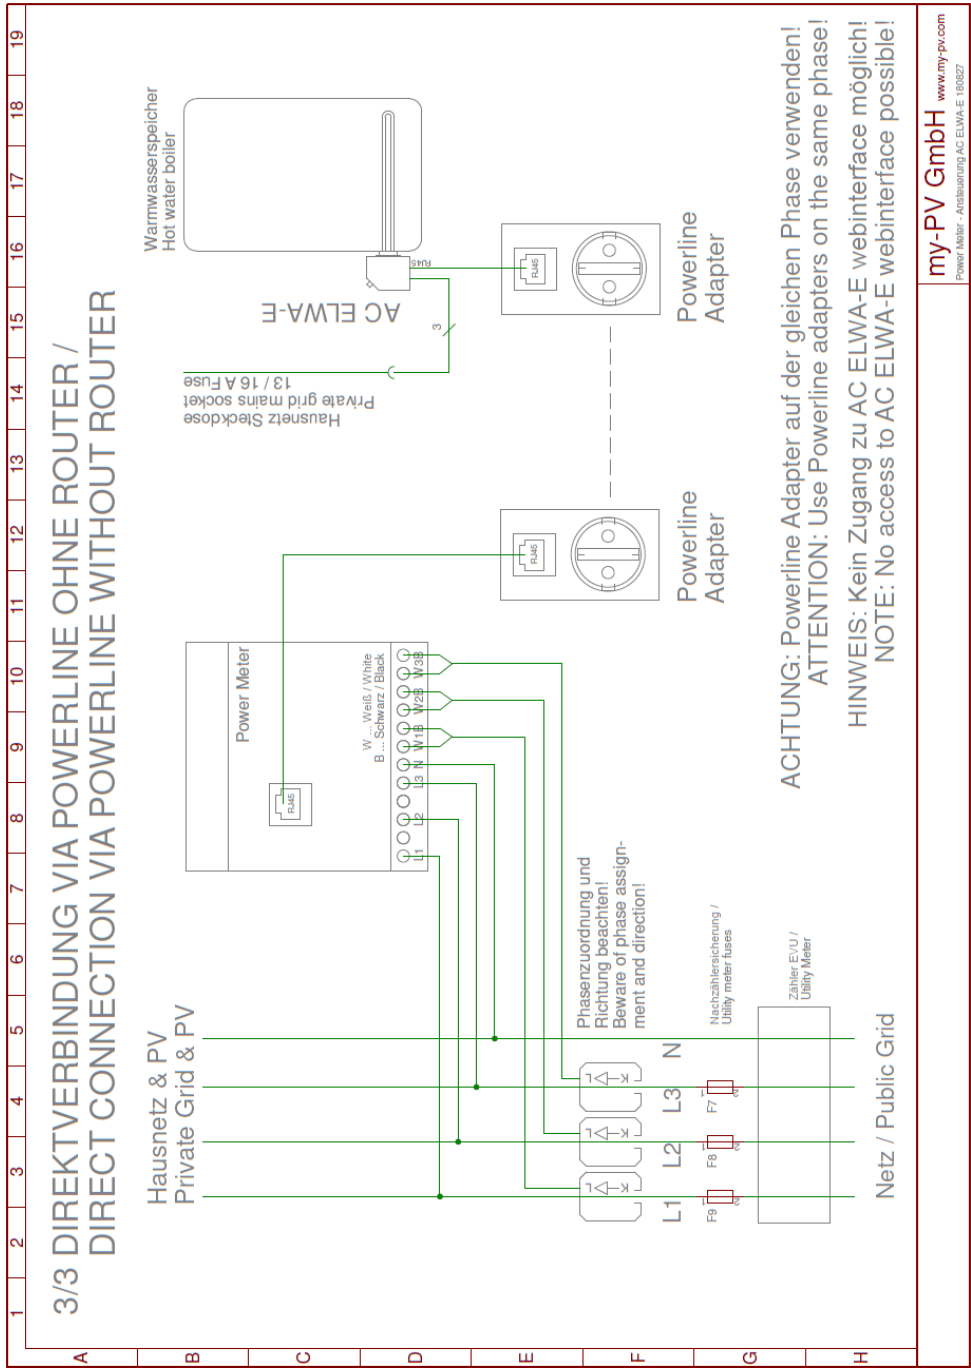 3/3 DIREKTVERBINDUNG VIA POWERLINE OHNE ROUTER /
DIRECT CONNECTION VIA POWERLINE WITHOUT ROUTER
1 2 3 4 5 6 7 8 9 10 11 12 13 14 15 16 17 18 19
A
B
C
D
E
F
G
H
Hausnetz & PV
Private Grid & PV
Power Meter
RJ45
W ... Weiß / White
B ... Schwarz / Black
L1 L2 L3 N W1B W2B W3B
Hausnetz Steckdose
Private grid mains socket
13 / 16 A Fuse
3
AC ELWA-E
RJ45
Warmwasserspeicher
Hot water boiler
RJ45
Powerline
Adapter
RJ45
Powerline
Adapter
Phasenzuordnung und
Richtung beachten!
Beware of phase assign-
ment and direction!
K L
K L
K L
L1 L2 L3 N
Nachzählersicherung /
Utility meter fuses
F9 1 2
F8 1 2
F7 1 2
Zähler EVU /
Utility Meter
Netz / Public Grid
ACHTUNG: Powerline Adapter auf der gleichen Phase verwenden!
ATTENTION: Use Powerline adapters on the same phase!
HINWEIS: Kein Zugang zu AC ELWA-E webinterface möglich!
NOTE: No access to AC ELWA-E webinterface possible!
my-PV GmbH www.my-pv.com
Power Meter - Ansteuerung AC ELWA-E 180827